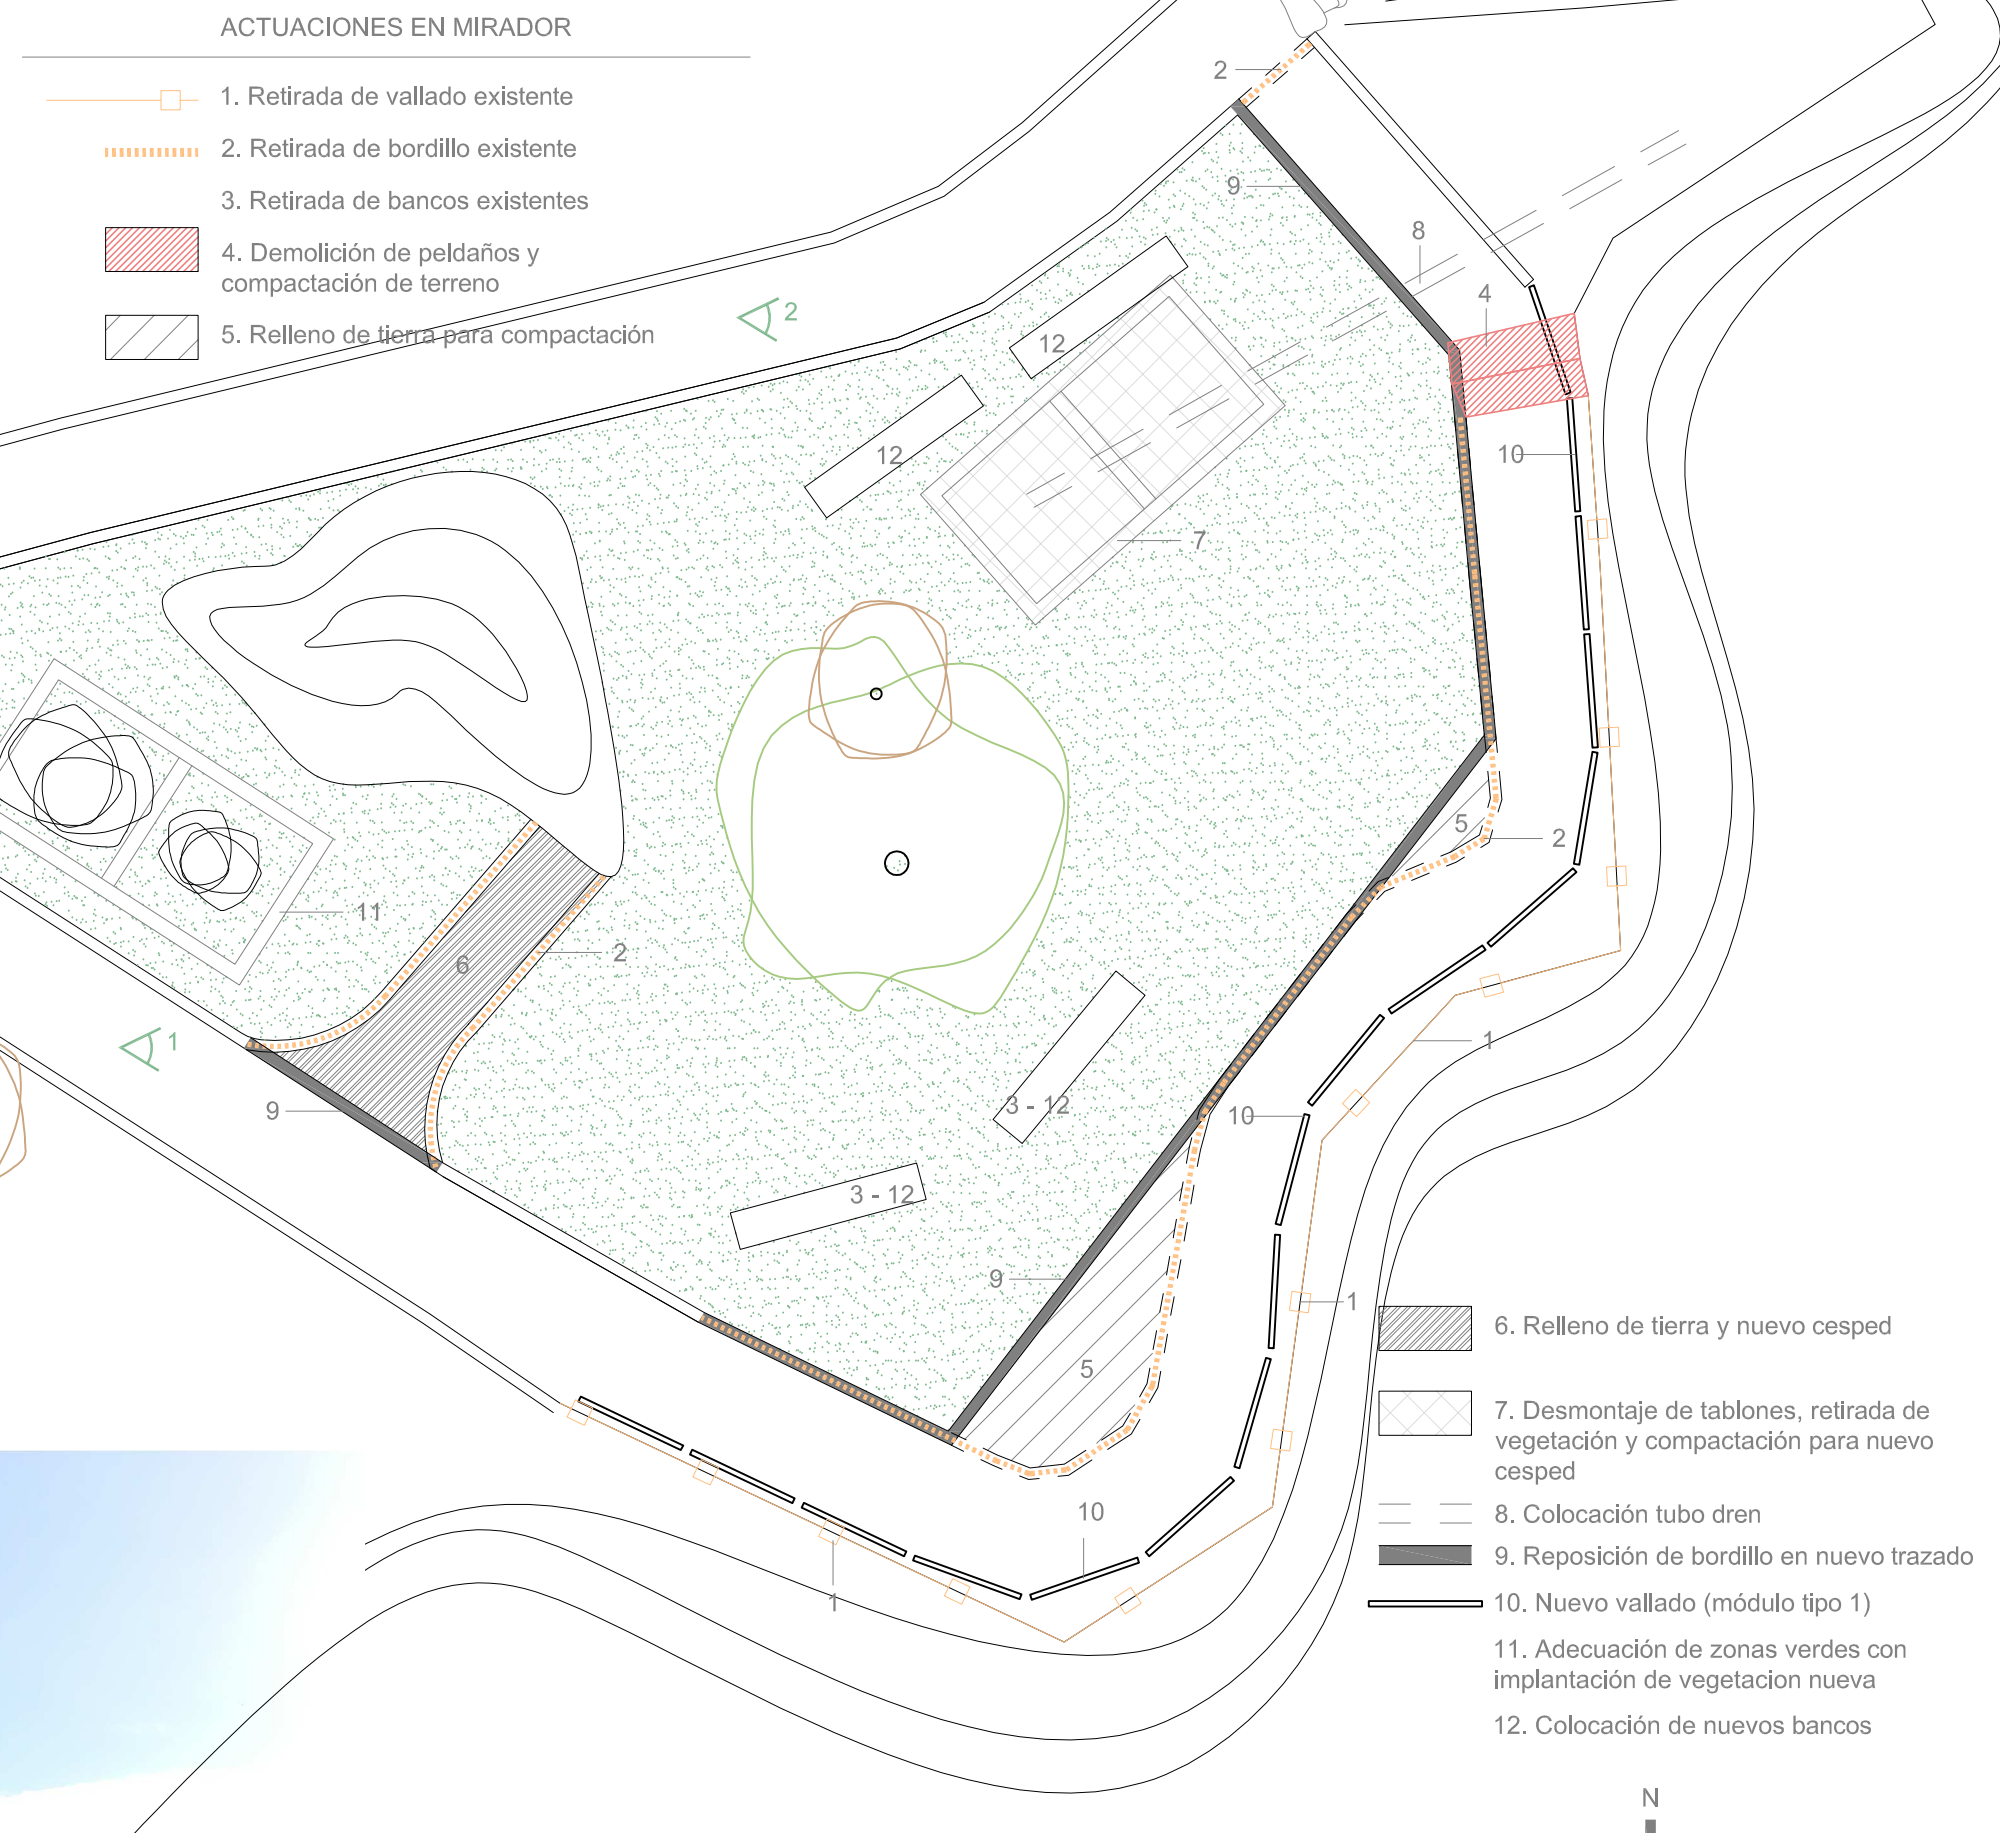 ACTUACIONES EN MIRADOR
1. Retirada de vallado existente
2. Retirada de bordillo existente
3. Retirada de bancos existentes
4. Demolición de peldaños y
compactación de terreno
5. Relleno de tierra para compactación
2
9
8
4
2
12
12
10
7
5
2
11
6
2
1
9
3 - 12
3 - 12
10
1
9
1
5
10
1
6. Relleno de tierra y nuevo cesped
7. Desmontaje de tablones, retirada de
vegetación y compactación para nuevo
cesped
8. Colocación tubo dren
9. Reposición de bordillo en nuevo trazado
10. Nuevo vallado (módulo tipo 1)
11. Adecuación de zonas verdes con
implantación de vegetacion nueva
12. Colocación de nuevos bancos
N